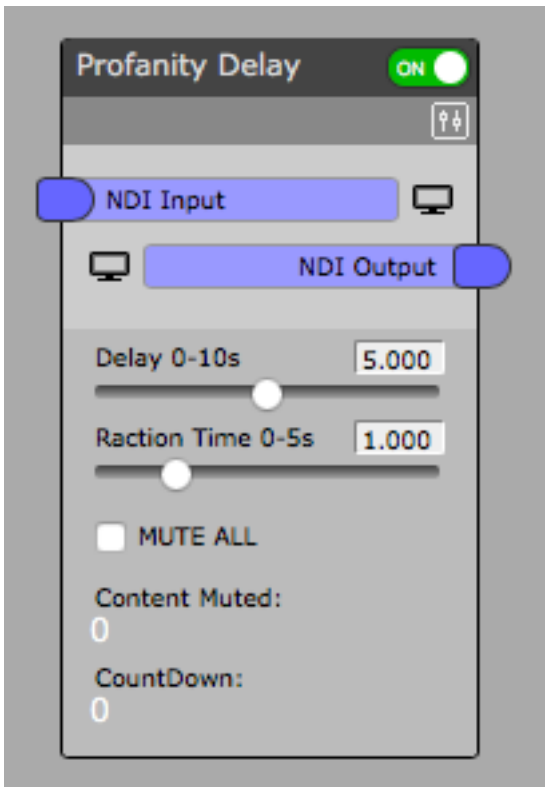 Profanity Delay ON
NDI Input
NDI Output
Delay 0-10s 5.000
Raction Time 0-5s 1.000
MUTE ALL
Content Muted:
0
CountDown:
0